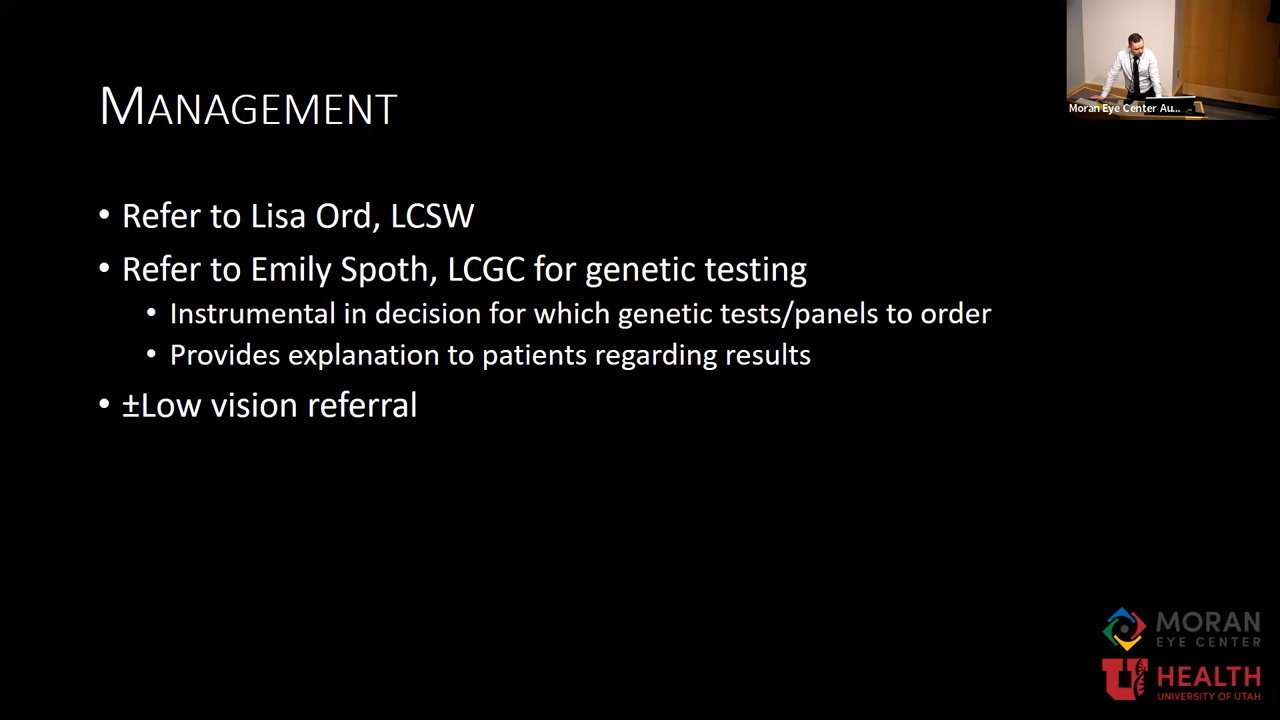 Moran Eye Center Au...
MANAGEMENT
• Refer to Lisa Ord, LCSW
• Refer to Emily Spoth, LCGC for genetic testing
• Instrumental in decision for which genetic tests/panels to order
• Provides explanation to patients regarding results
• ±Low vision referral
MORAN
EYE CENTER
U HEALTH
UNIVERSITY OF UTAH